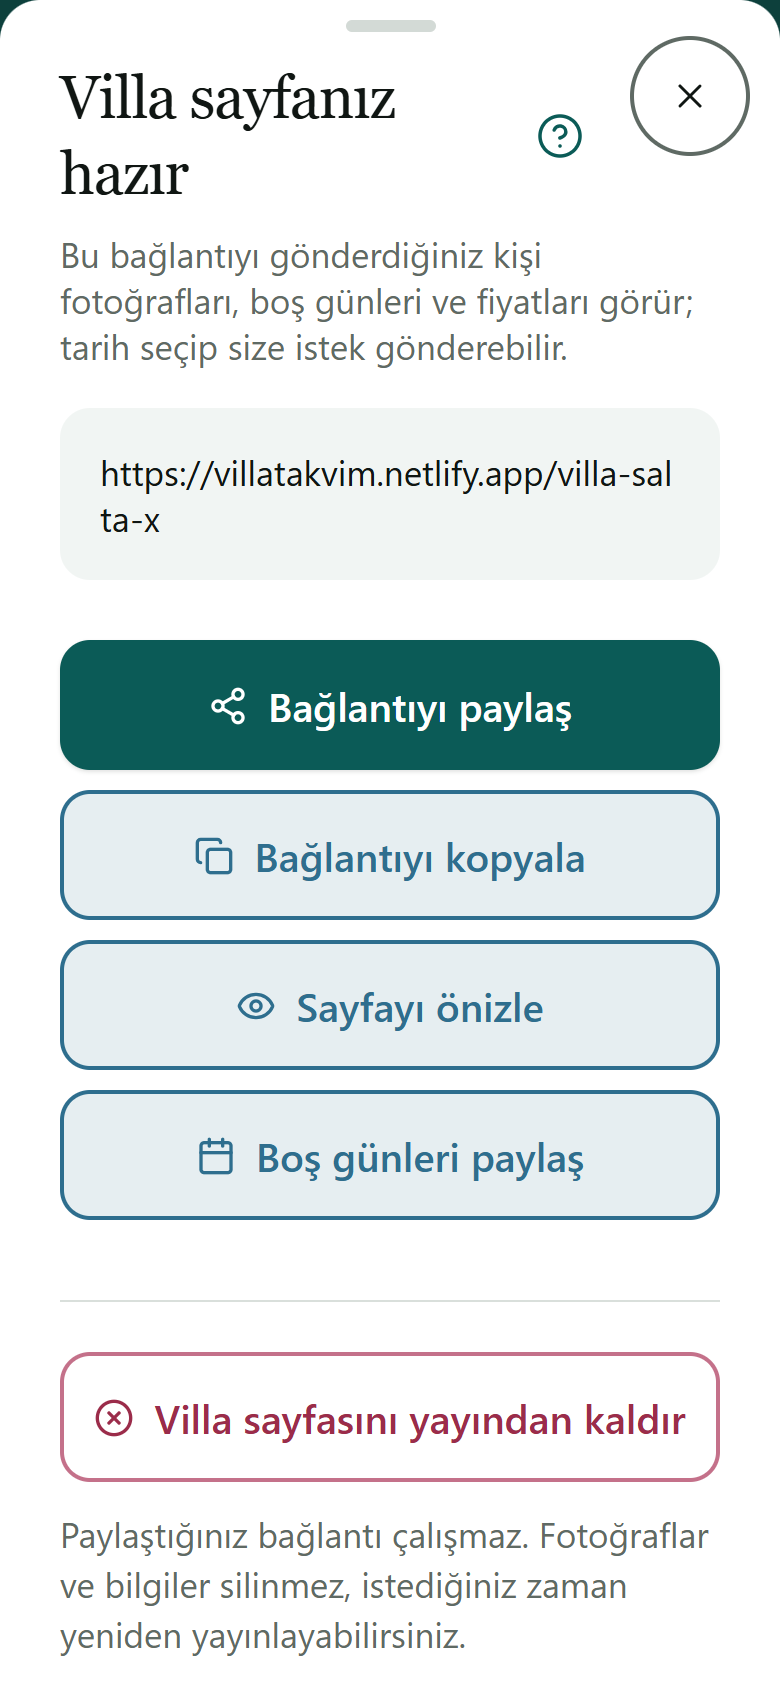 Villa sayfanız
hazır
Bu bağlantıyı gönderdiğiniz kişi
fotoğrafları, boş günleri ve fiyatları görür;
tarih seçip size istek gönderebilir.
https://villatakvim.netlify.app/villa-sal
ta-x
Bağlantıyı paylaş
Bağlantıyı kopyala
Sayfayı önizle
Boş günleri paylaş
Villa sayfasını yayından kaldır
Paylaştığınız bağlantı çalışmaz. Fotoğraflar
ve bilgiler silinmez, istediğiniz zaman
yeniden yayınlayabilirsiniz.